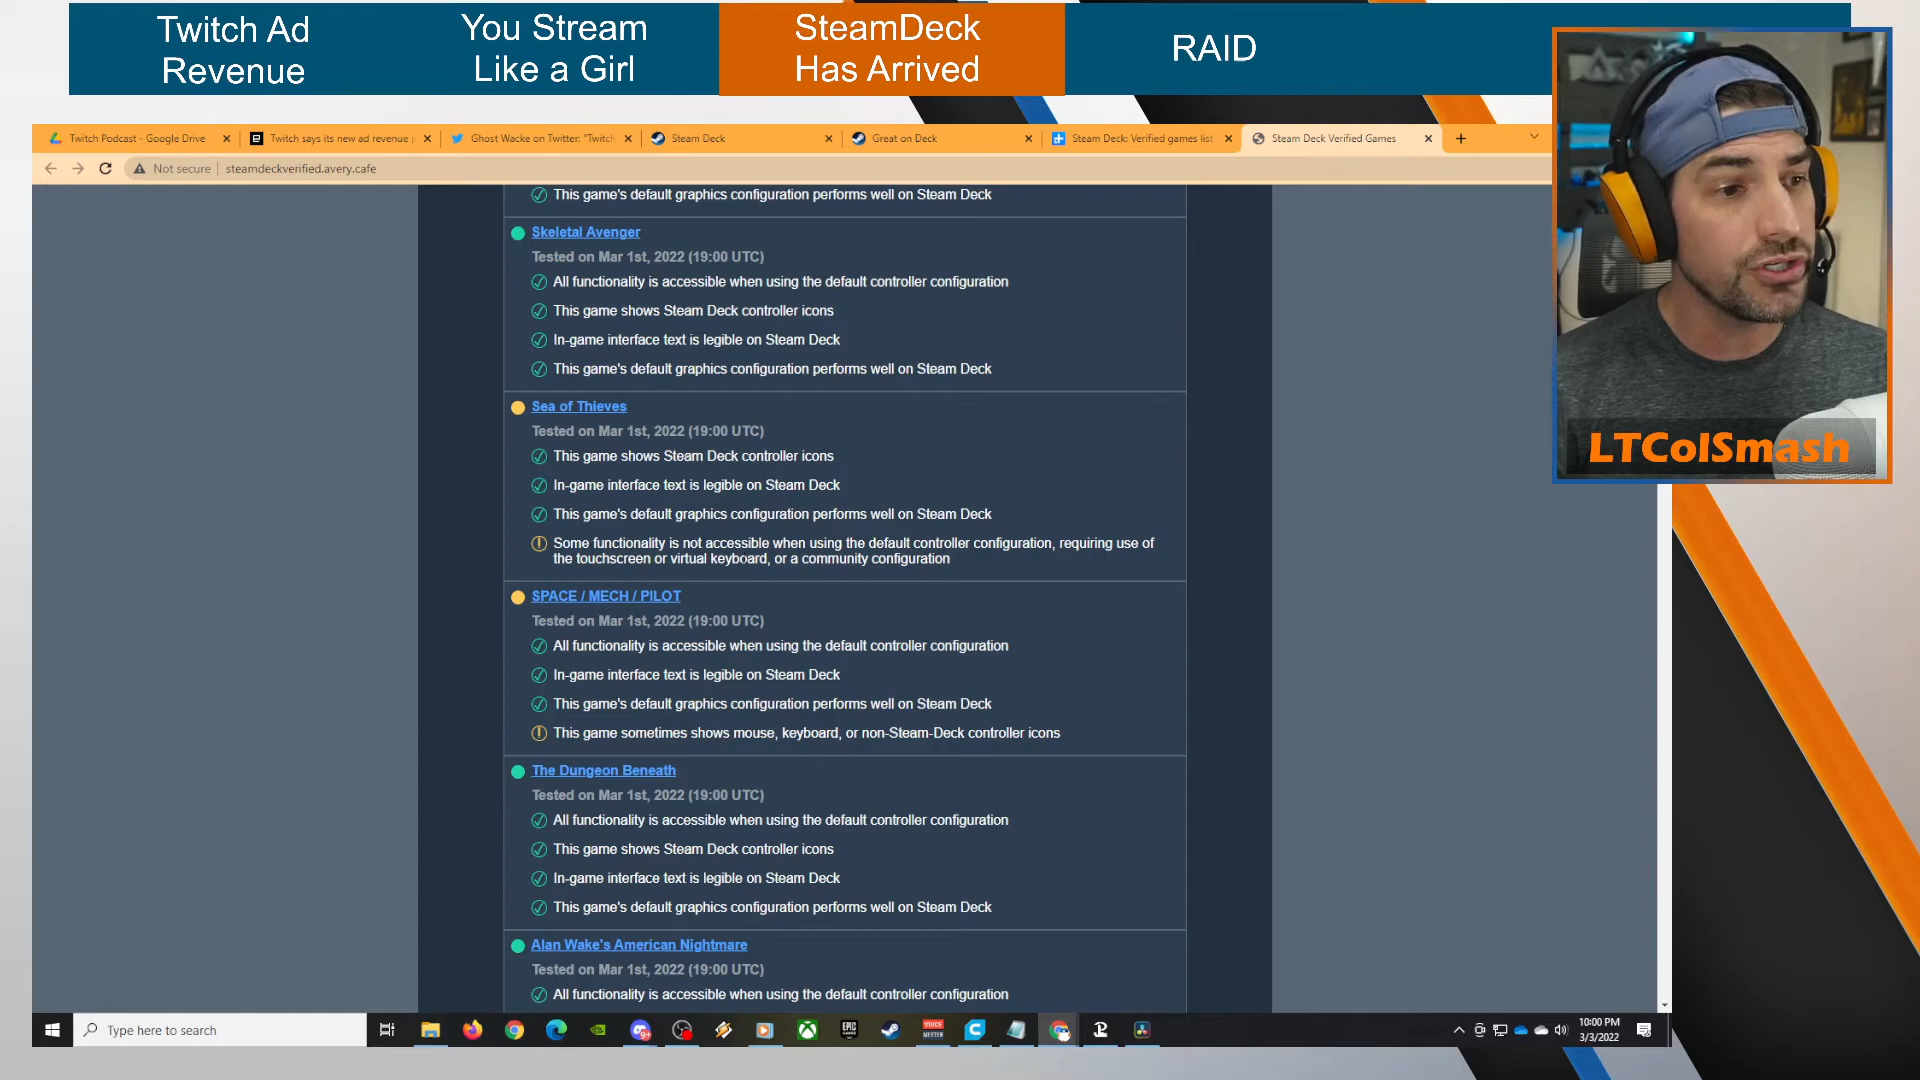 Twitch Ad
Revenue
You Stream
Like a Girl
SteamDeck
Has Arrived
RAID
Twitch Podcast - Google Drive
Twitch says its new ad revenue p
Ghost Wacke on Twitter: "Twitch
Steam Deck
Great on Deck
Steam Deck: Verified games list
Steam Deck Verified Games
Not secure
steamdeckverified.avery.cafe
This game's default graphics configuration performs well on Steam Deck
Skeletal Avenger
Tested on Mar 1st, 2022 (19:00 UTC)
All functionality is accessible when using the default controller configuration
This game shows Steam Deck controller icons
In-game interface text is legible on Steam Deck
This game's default graphics configuration performs well on Steam Deck
Sea of Thieves
Tested on Mar 1st, 2022 (19:00 UTC)
This game shows Steam Deck controller icons
In-game interface text is legible on Steam Deck
This game's default graphics configuration performs well on Steam Deck
Some functionality is not accessible when using the default controller configuration, requiring use of
the touchscreen or virtual keyboard, or a community configuration
SPACE / MECH / PILOT
Tested on Mar 1st, 2022 (19:00 UTC)
All functionality is accessible when using the default controller configuration
In-game interface text is legible on Steam Deck
This game's default graphics configuration performs well on Steam Deck
This game sometimes shows mouse, keyboard, or non-Steam-Deck controller icons
The Dungeon Beneath
Tested on Mar 1st, 2022 (19:00 UTC)
All functionality is accessible when using the default controller configuration
This game shows Steam Deck controller icons
In-game interface text is legible on Steam Deck
This game's default graphics configuration performs well on Steam Deck
Alan Wake's American Nightmare
Tested on Mar 1st, 2022 (19:00 UTC)
All functionality is accessible when using the default controller configuration
LTColSmash
Type here to search
EPIC
VOICE
MEETER
10:00 PM
3/3/2022